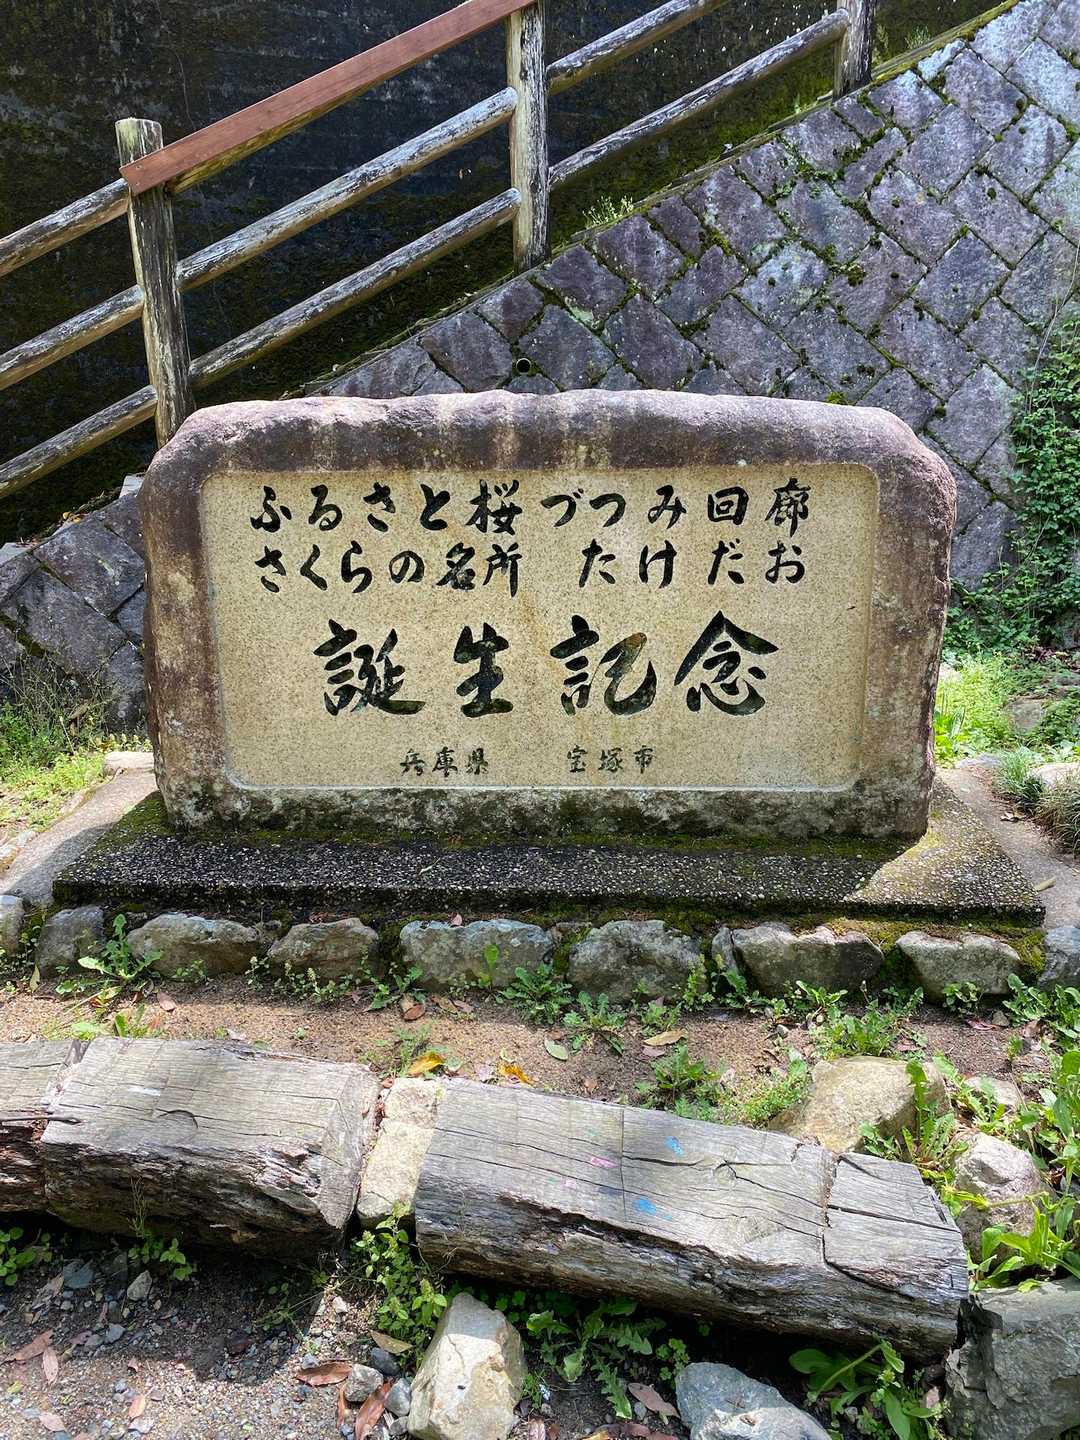 ふるさと桜づつみ回廊
さくらの名所 たけだお
誕生記念
兵庫県 宝塚市